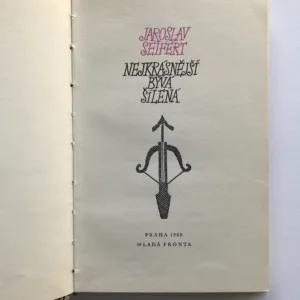 JAROSLAV
SEIFERT
NEJKRÁSNĚJŠÍ
BÝVÁ
ŠÍLENÁ
PRAHA 1968
MLADÁ FRONTA